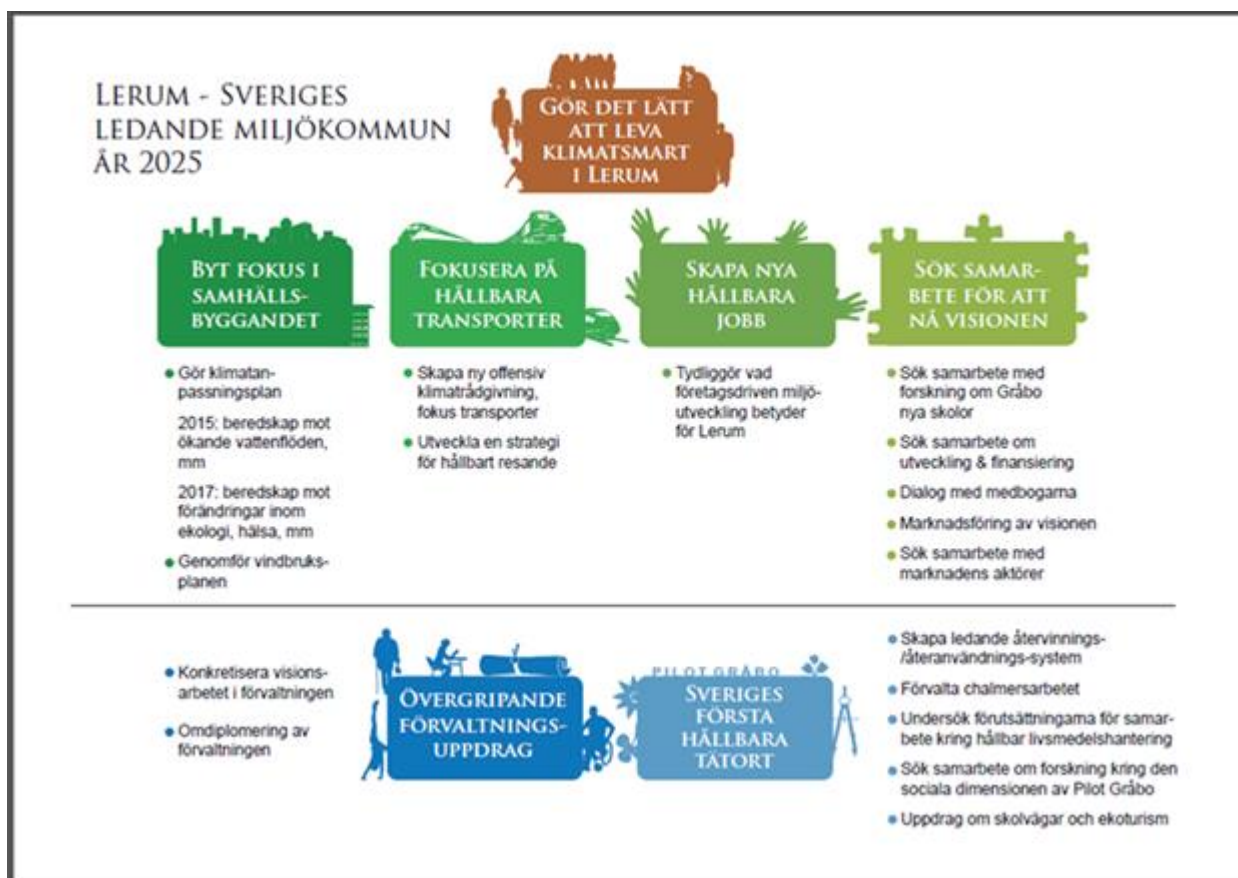 LERUM - SVERIGES
LEDANDE MILJÖKOMMUN
ÅR 2025
GÖR DET LÄTT
ATT LEVA
KLIMATSMART
I LERUM
BYT FOKUS I
SAMHÄLLS-
BYGGANDET
• Gör klimatan-
passningsplan
2015: beredskap mot
ökande vattenflöden,
mm
2017: beredskap mot
förändringar inom
ekologi, hälsa, mm
• Genomför vindbruks-
planen
FOKUSERA PÅ
HÅLLBARA
TRANSPORTER
• Skapa ny offensiv
klimatrådgivning,
fokus transporter
• Utveckla en strategi
för hållbart resande
SKAPA NYA
HÅLLBARA
JOBB
• Tydliggör vad
företagsdriven miljö-
utveckling betyder
för Lerum
SÖK SAMAR-
BETE FÖR ATT
NÅ VISIONEN
• Sök samarbete med
forskning om Gråbo
nya skolor
• Sök samarbete om
utveckling & finansiering
• Dialog med medbogarna
• Marknadsföring av visionen
• Sök samarbete med
marknadens aktörer
• Konkretisera visions-
arbetet i förvaltningen
• Omdiplomering av
förvaltningen
ÖVERGRIPANDE
FÖRVALTNINGS-
UPPDRAG
PILOT GRÅBO
SVERIGES
FÖRSTA
HÅLLBARA
TÄTORT
• Skapa ledande återvinnings-
/återanvändnings-system
• Förvalta chalmersarbetet
• Undersök förutsättningarna för samar-
bete kring hållbar livsmedelshantering
• Sök samarbete om forskning kring den
sociala dimensionen av Pilot Gråbo
• Uppdrag om skolvägar och ekoturism